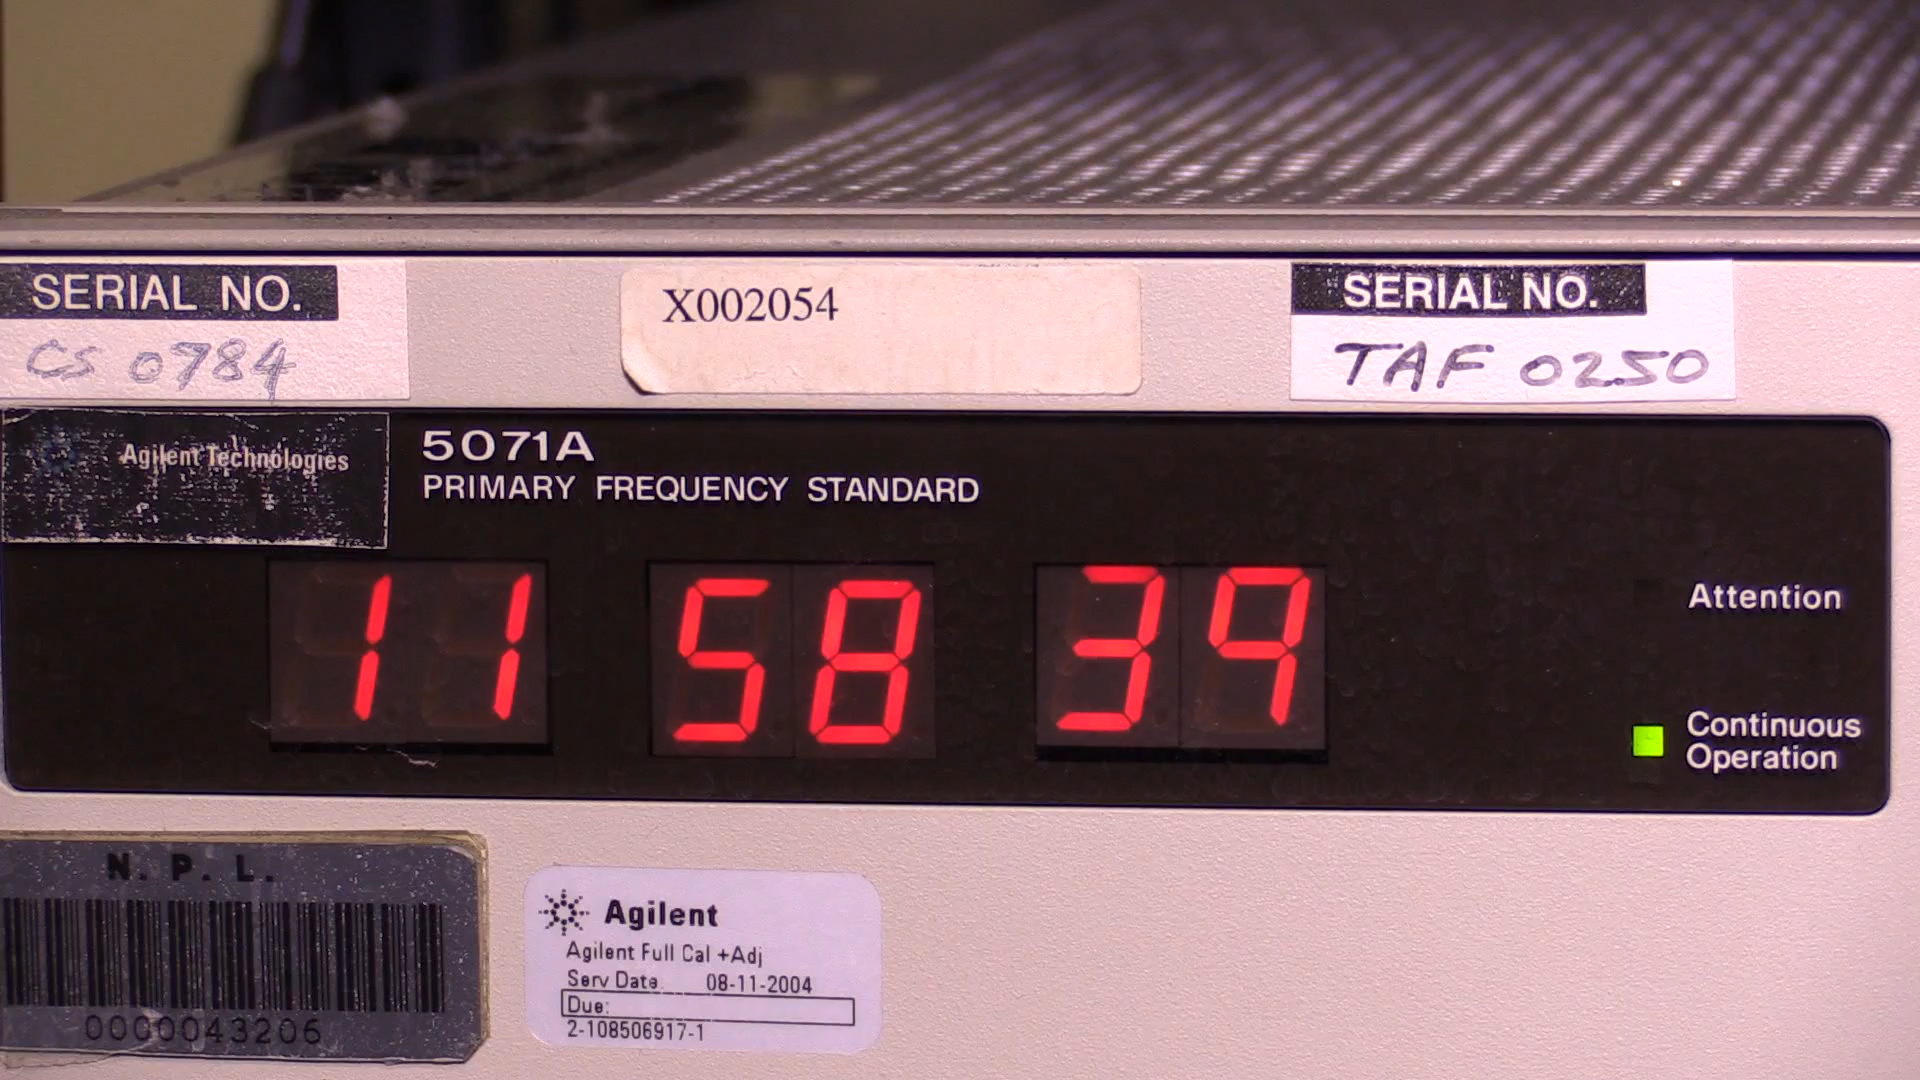 SERIAL NO.
CS 0784
X002054
SERIAL NO.
TAF 0250
Agilent Technologies
5071A
PRIMARY FREQUENCY STANDARD
11 58 39
Attention
Continuous
Operation
N. P. L.
0000043206
Agilent
Agilent Full Cal +Adj
Serv Date 08-11-2004
Due:
2-108506917-1